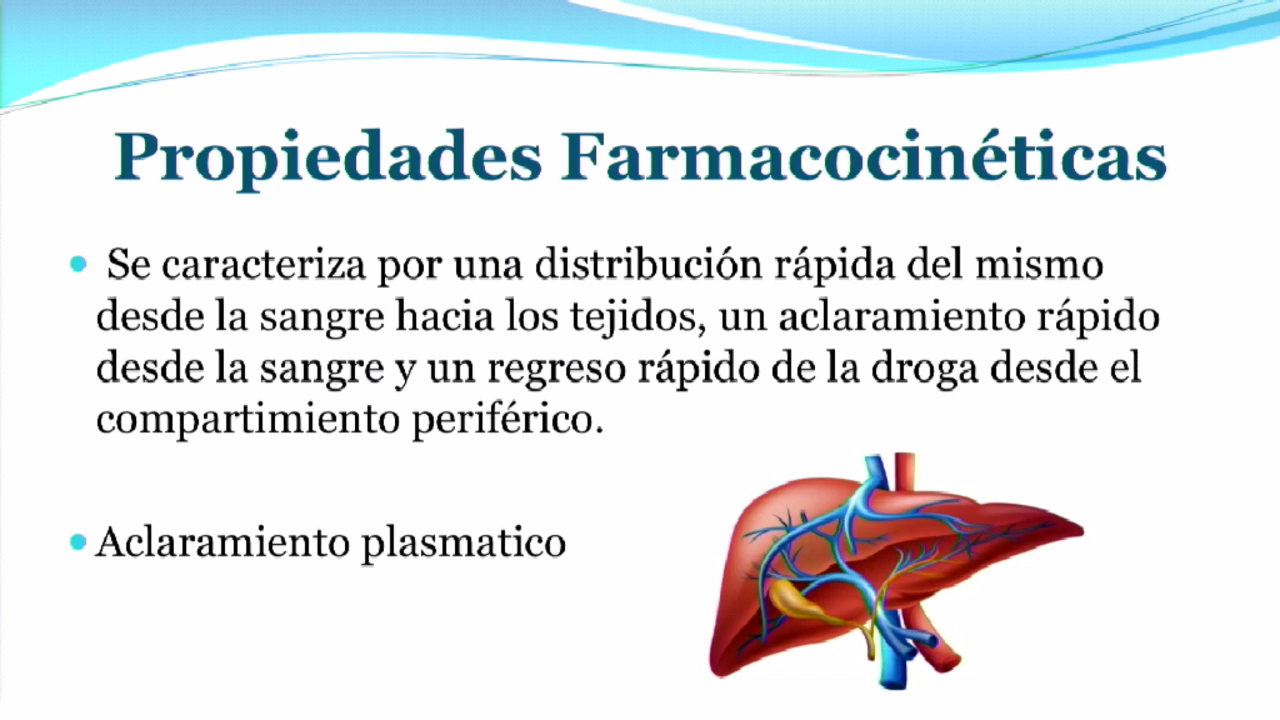 Propiedades Farmacocinéticas
Se caracteriza por una distribución rápida del mismo
desde la sangre hacia los tejidos, un aclaramiento rápido
desde la sangre y un regreso rápido de la droga desde el
compartimiento periférico.
Aclaramiento plasmatico